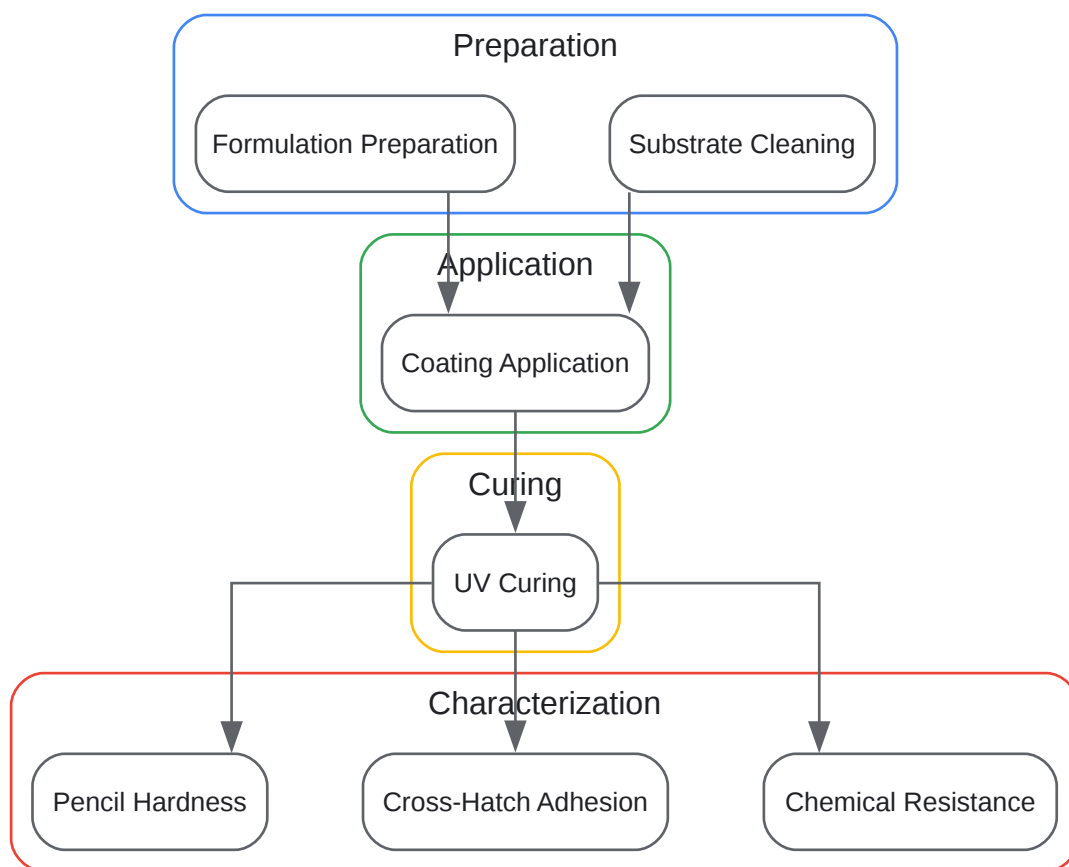 Preparation
Formulation Preparation
Substrate Cleaning
Application
Coating Application
Curing
UV Curing
Characterization
Pencil Hardness
Cross-Hatch Adhesion
Chemical Resistance